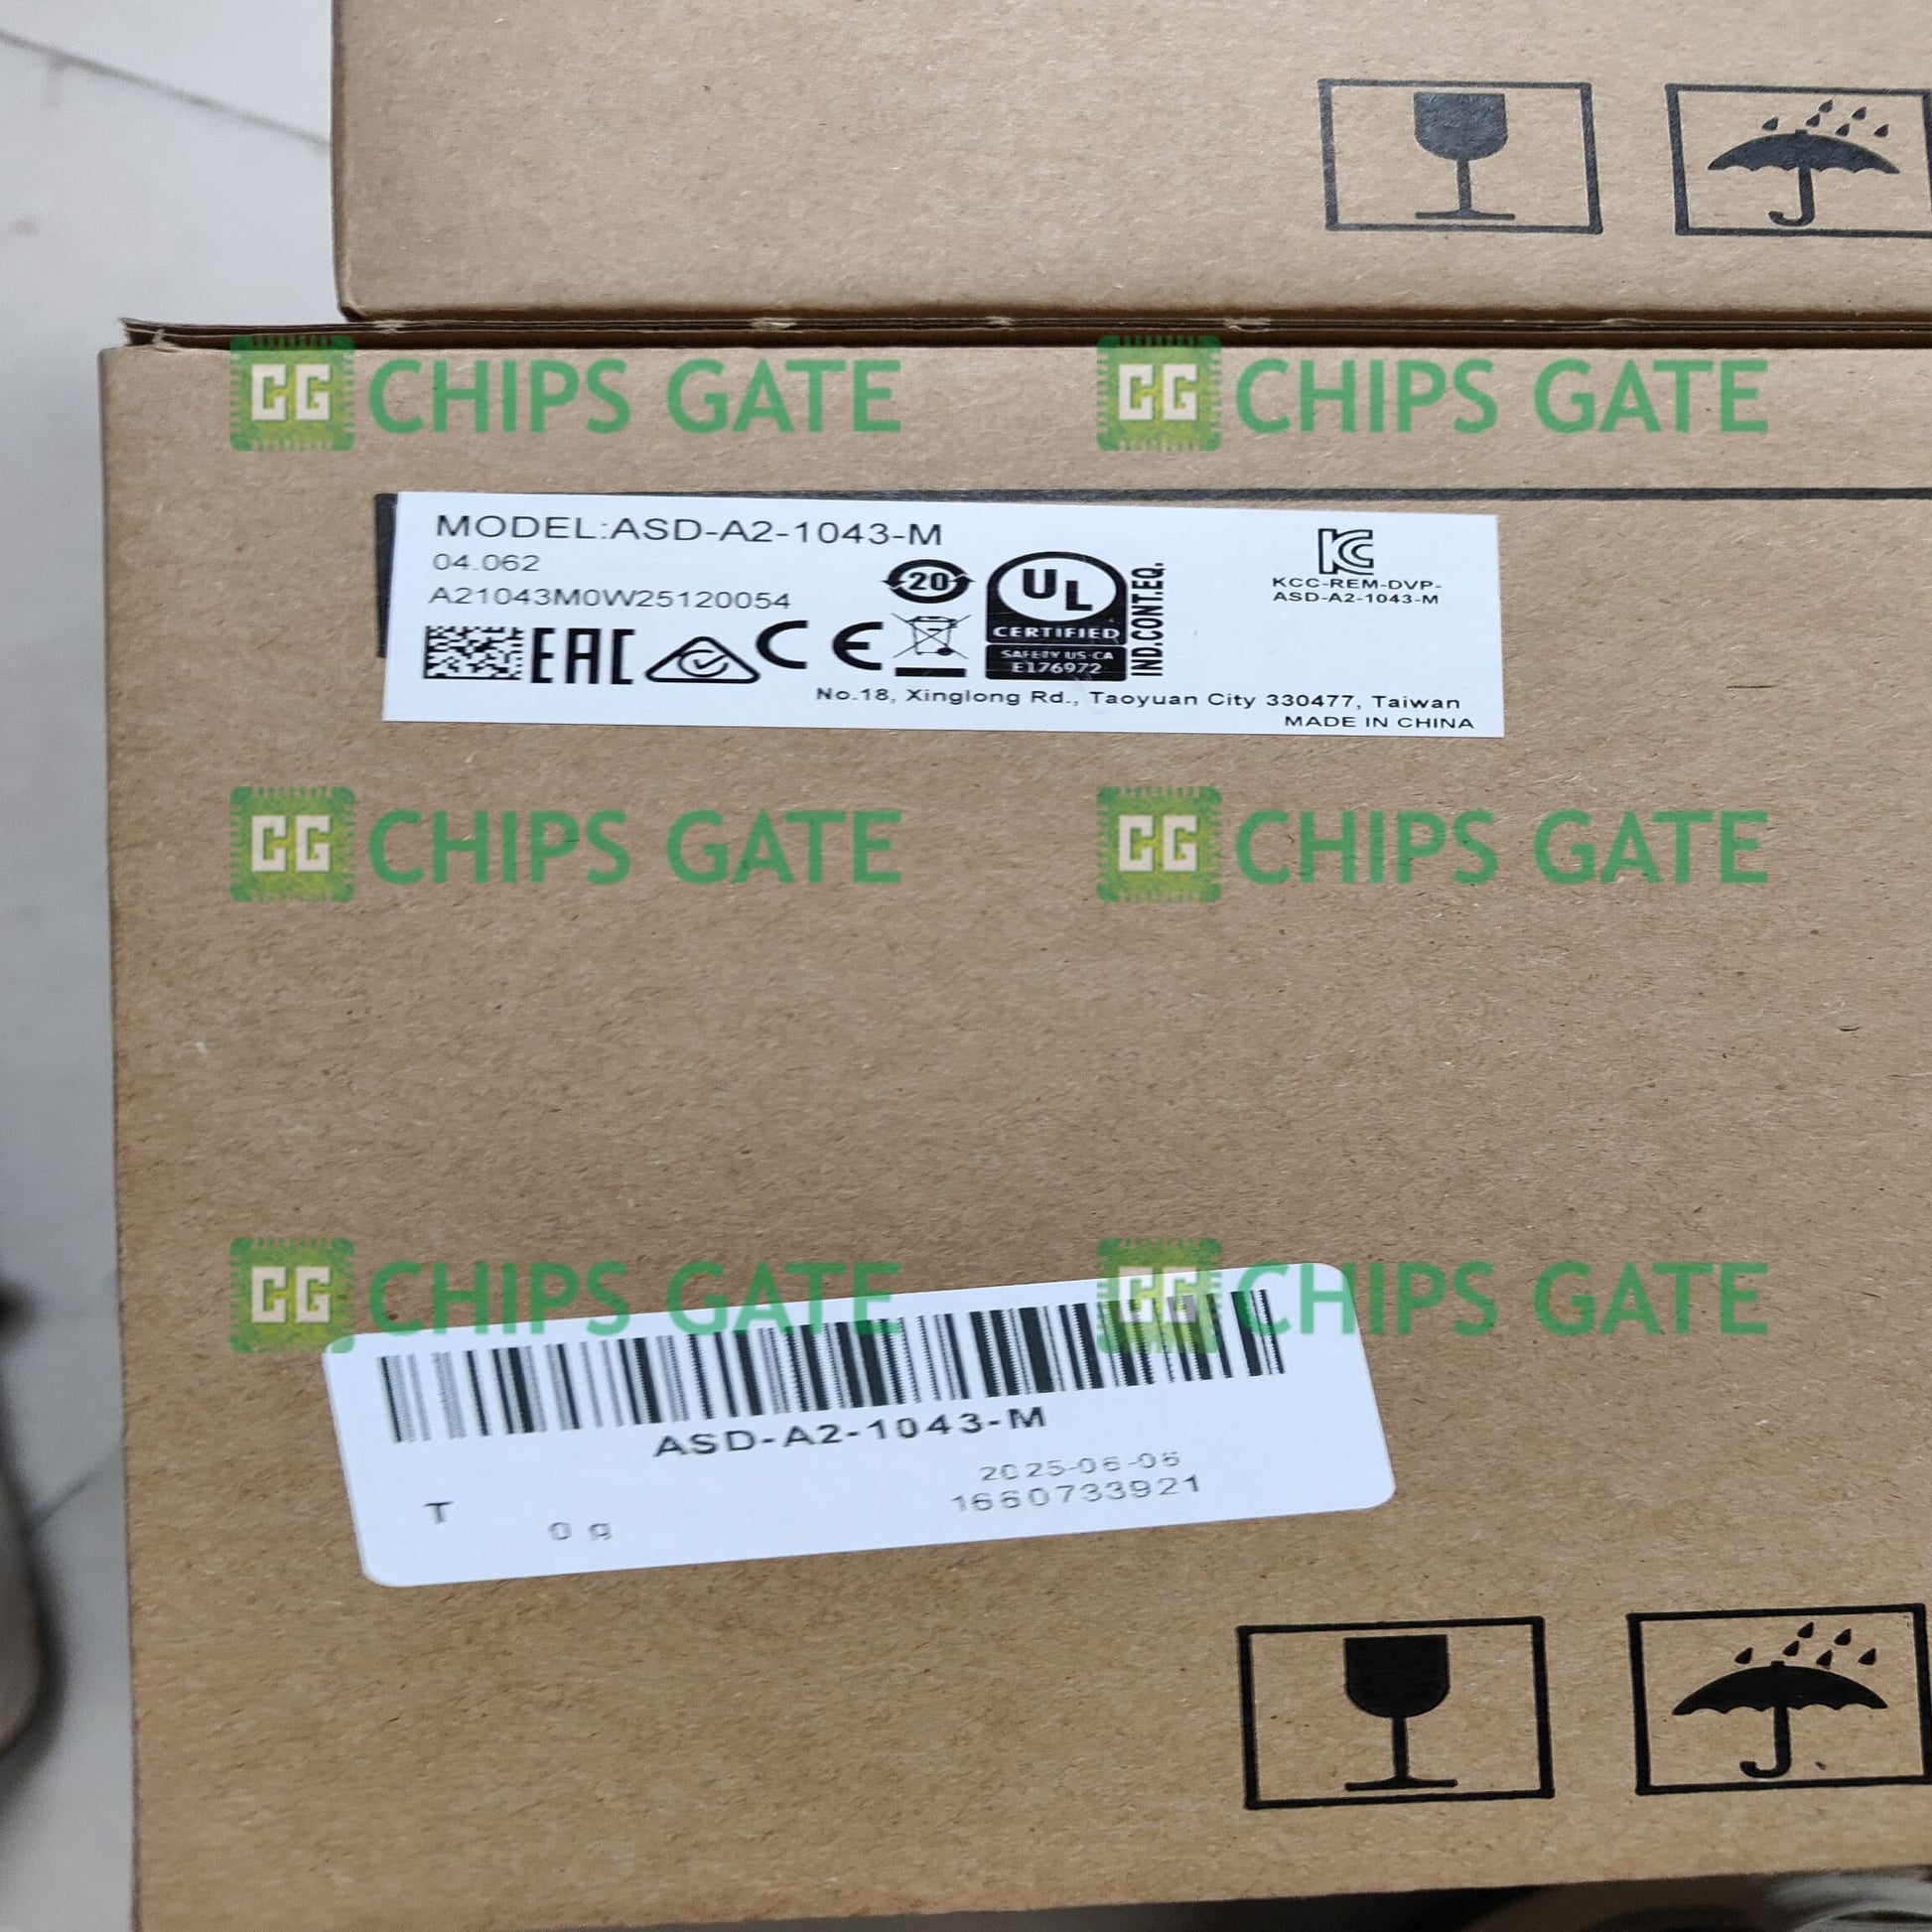 CG CHIPS GATE CG CHIPS GATE
MODEL:ASD-A2-1043-M
04.062
A21043M0W25120054
20
UL
CERTIFIED
SAFETY US-CA
E176972
IND.CONT.EQ.
KCC-REM-DVP-
ASD-A2-1043-M
EAC CE
No.18, Xinglong Rd., Taoyuan City 330477, Taiwan
MADE IN CHINA
CG CHIPS GATE CG CHIPS GATE
CG CHIPS GATE CG CHIPS GATE
ASD-A2-1043-M
2025-06-06
1660733921
T
0 g